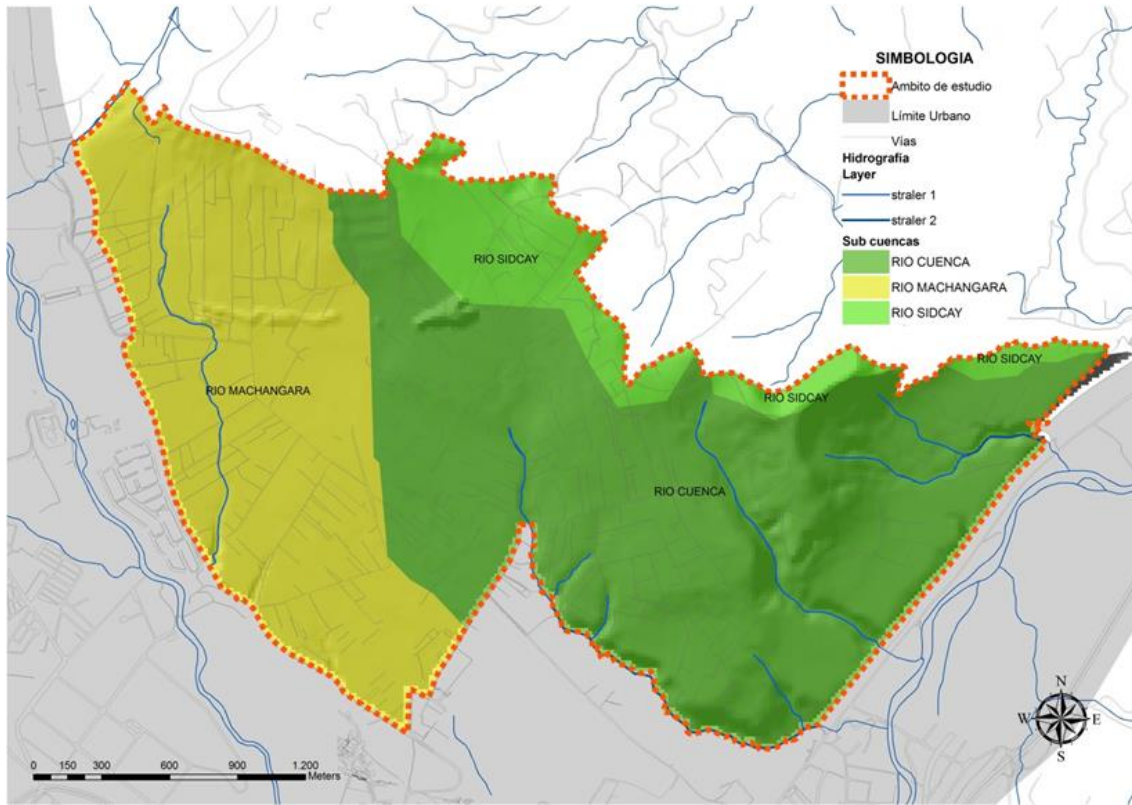 SIMBOLOGIA
Ambito de estudio
Límite Urbano
Vías
Hidrografía
Layer
straler 1
straler 2
Sub cuencas
RIO CUENCA
RIO MACHANGARA
RIO SIDCAY
RIO SIDCAY
RIO SIDCAY
RIO MACHANGARA
RIO SIDCAY
RIO CUENCA
N
W E
S
0 150 300 600 900 1.200
Meters